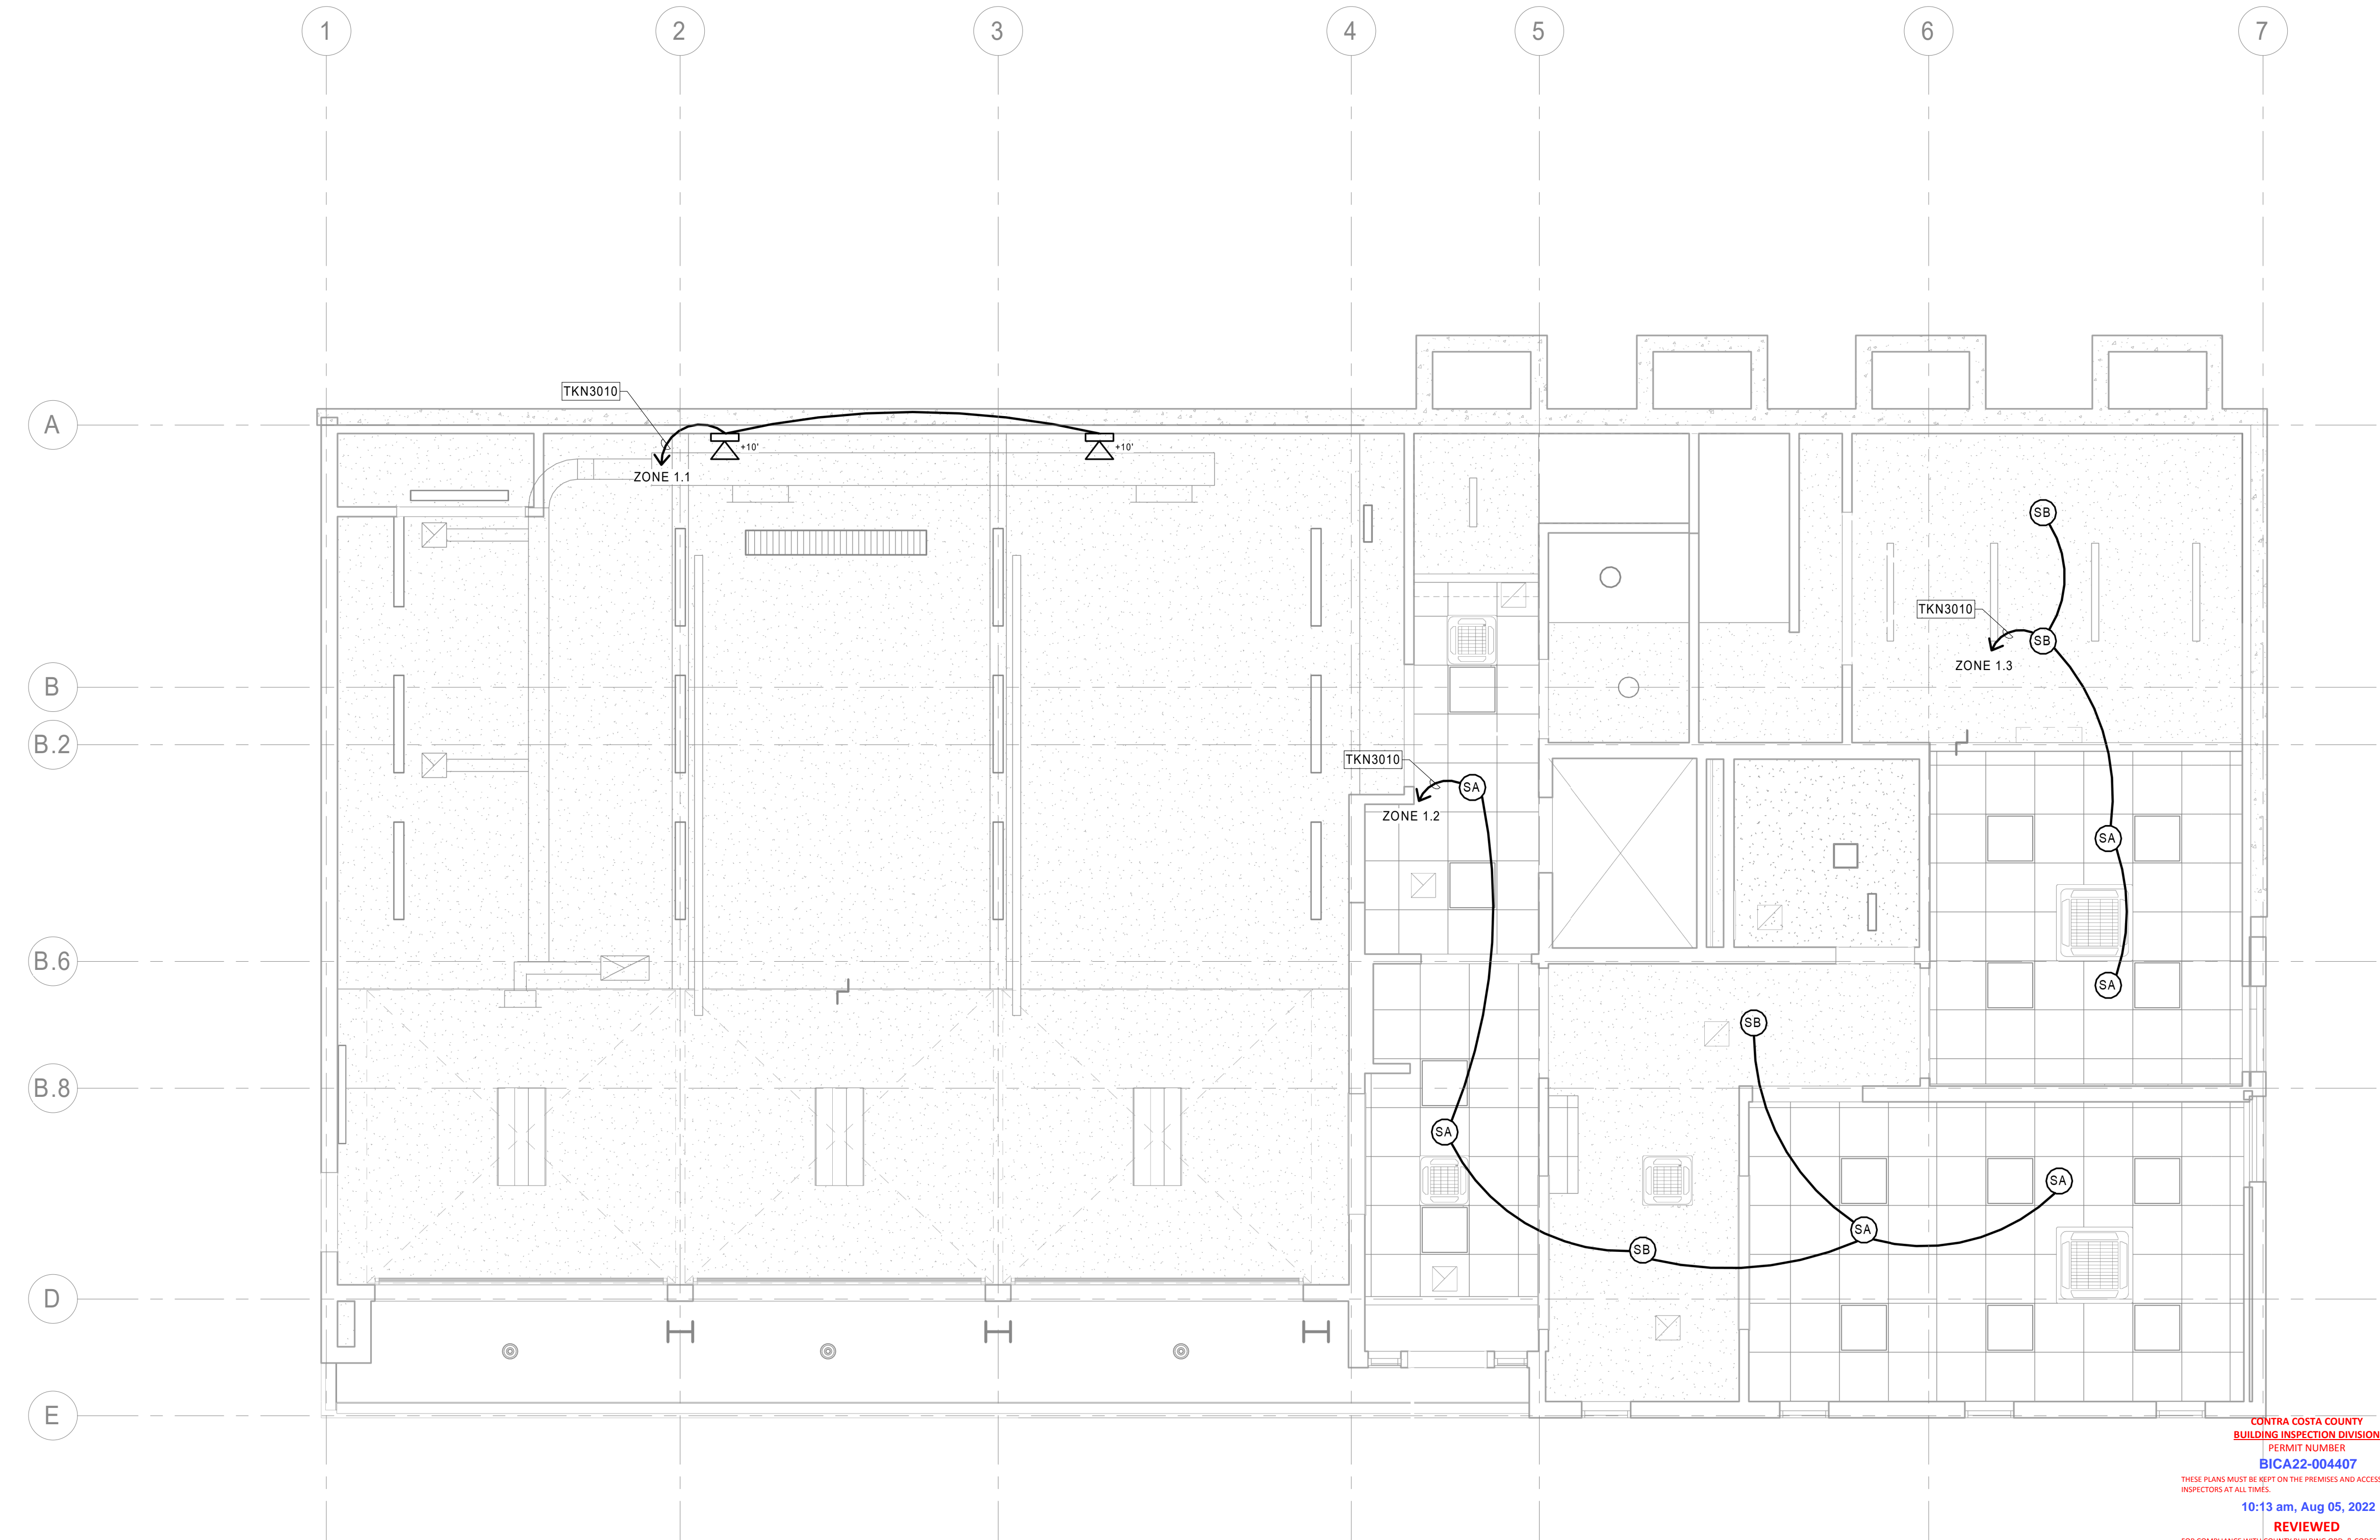 1 2 3 4 5 6 7
TKN3010
A
+10' +10'
ZONE 1.1
SB
TKN3010
SB
ZONE 1.3
B
B.2
TKN3010
SA
ZONE 1.2
SA
B.6
SA
SB
B.8
SA
SA
SA
SB
D
E
CONTRA COSTA COUNTY
BUILDING INSPECTION DIVISION
PERMIT NUMBER
BICA22-004407
THESE PLANS MUST BE KEPT ON THE PREMISES AND
INSPECTORS AT ALL TIMES.
10:13 am, Aug 05, 2022
REVIEWED